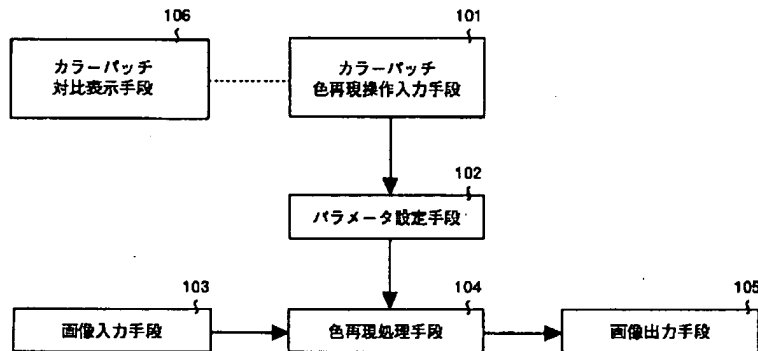 106
カラーパッチ
対比表示手段
101
カラーパッチ
色再現操作入力手段
102
パラメータ設定手段
103
画像入力手段
104
色再現処理手段
105
画像出力手段